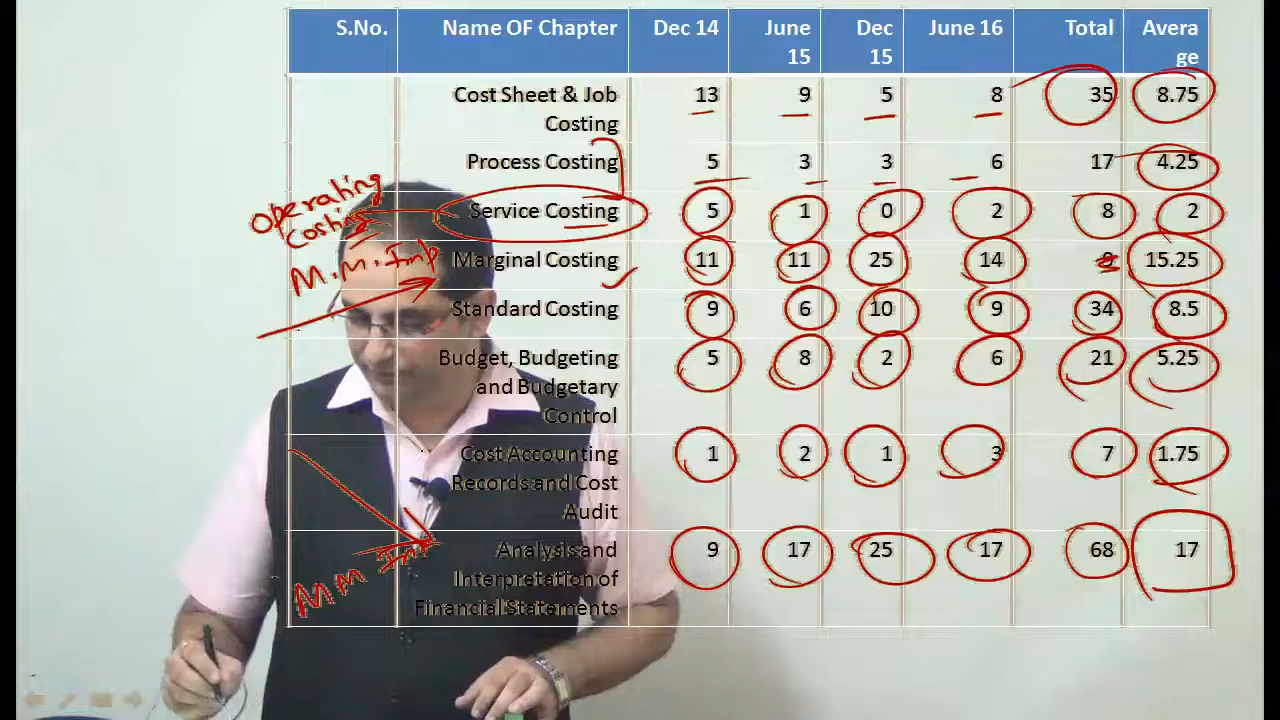 S.No. Name OF Chapter Dec 14 June 15 Dec 15 June 16 Total Avera ge
Cost Sheet & Job Costing 13 9 5 8 35 8.75
Process Costing 5 3 3 6 17 4.25
Service Costing 5 1 0 2 8 2
Operating
Costing
Marginal Costing 11 11 25 14 15.25
M.M.Imp
Standard Costing 9 6 10 9 34 8.5
Budget, Budgeting and Budgetary Control 5 8 2 6 21 5.25
Cost Accounting Records and Cost Audit 1 2 1 3 7 1.75
Analysis and Interpretation of Financial Statements 9 17 25 17 68 17
MM Imp